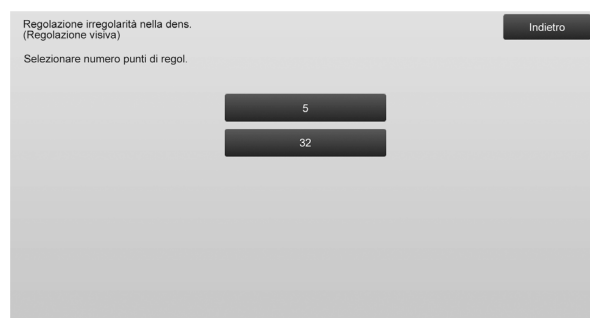 Regolazione irregolarità nella dens.
(Regolazione visiva)
Indietro
Selezionare numero punti di regol.
5
32